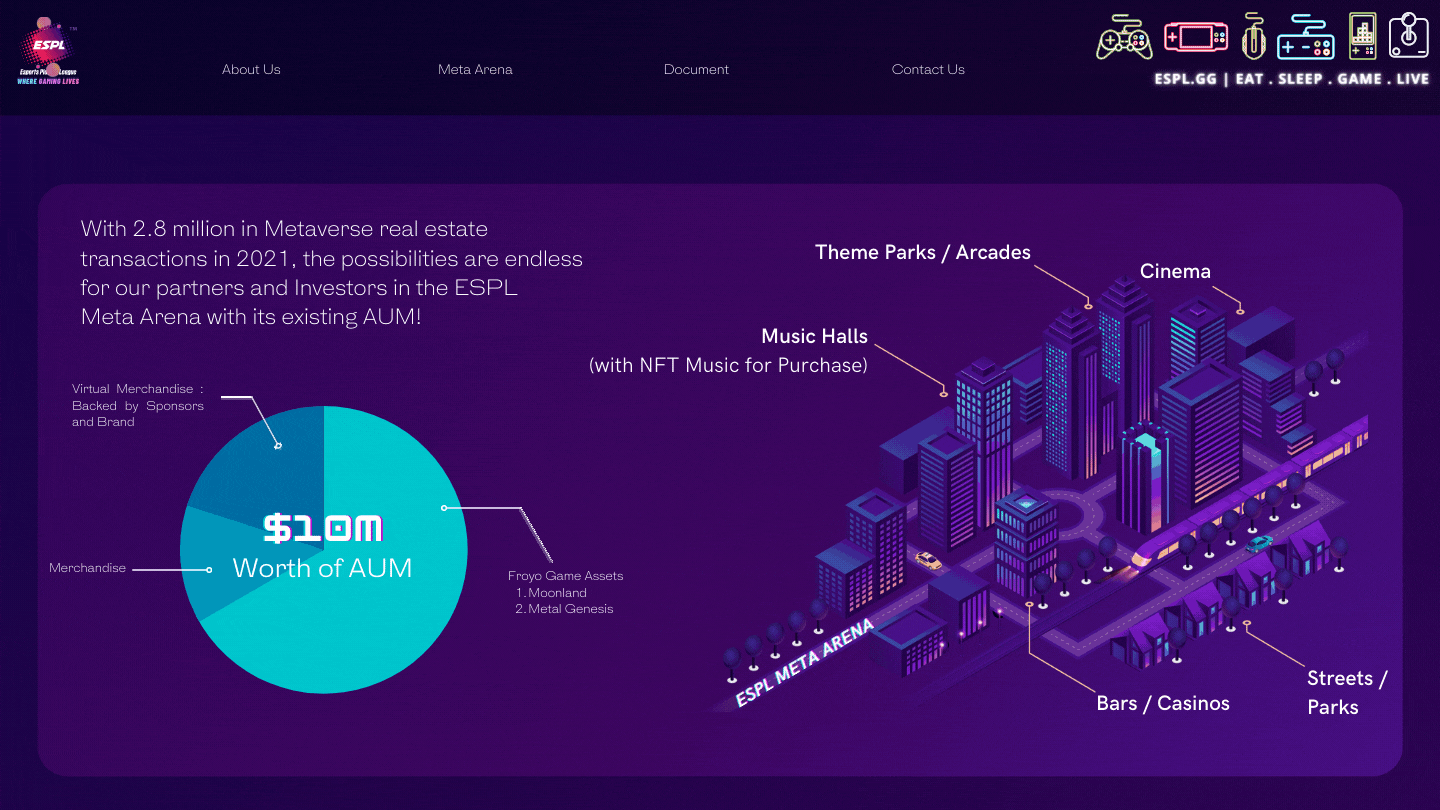 ESPL
TM
Esports Pl
League
WHERE GAMING LIVES
About Us
Meta Arena
Document
Contact Us
ESPL.GG | EAT . SLEEP . GAME . LIVE
With 2.8 million in Metaverse real estate
transactions in 2021, the possibilities are endless
for our partners and Investors in the ESPL
Meta Arena with its existing AUM!
Virtual Merchandise :
Backed by Sponsors
and Brand
$10M
Worth of AUM
Merchandise
Froyo Game Assets
1. Moonland
2. Metal Genesis
Theme Parks / Arcades
Cinema
Music Halls
(with NFT Music for Purchase)
ESPL META ARENA
Bars / Casinos
Streets /
Parks